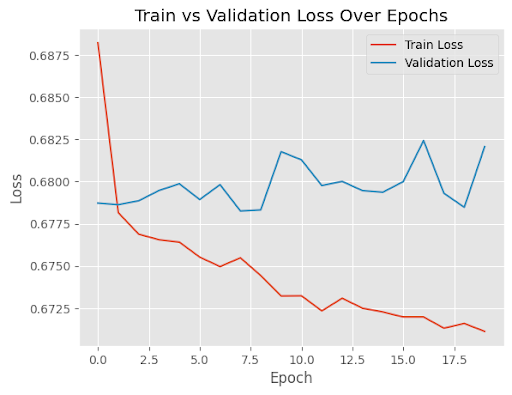 Train vs Validation Loss Over Epochs
Train Loss
Validation Loss
0.6875
0.6850
0.6825
0.6800
0.6775
0.6750
0.6725
Loss
0.0 2.5 5.0 7.5 10.0 12.5 15.0 17.5
Epoch